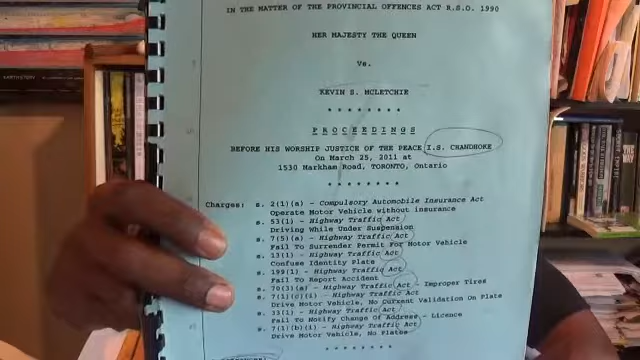 IN THE MATTER OF THE PROVINCIAL OFFENCES ACT R.S.O. 1990
HER MAJESTY THE QUEEN
Vs.
KEVIN S. MCLETCHIE
* * * * * * * *
P R O C E E D I N G S
BEFORE HIS WORSHIP JUSTICE OF THE PEACE I.S. CHANDHOKE
On March 25, 2011 at
1530 Markham Road, TORONTO, Ontario
* * * * * * * *
Charges: s. 2(1)(a) - Compulsory Automobile Insurance Act
Operate Motor Vehicle without insurance
s. 53(1) - Highway Traffic Act
Driving While Under Suspension
s. 7(5)(a) - Highway Traffic Act
Fail To Surrender Permit For Motor Vehicle
s. 13(1) - Highway Traffic Act
Confuse Identity Plate
s. 199(1) - Highway Traffic Act
Fail To Report Accident
s. 70(3)(a) - Highway Traffic Act - Improper Tires
s. 7(1)(c)(i) - Highway Traffic Act
Drive Motor Vehicle, No Current Validation On Plate
s. 33(1) - Highway Traffic Act
Fail To Notify Change Of Address - Licence
s. 7(1)(b)(i) - Highway Traffic Act
Drive Motor Vehicle, No Plates
* * * * * * * *